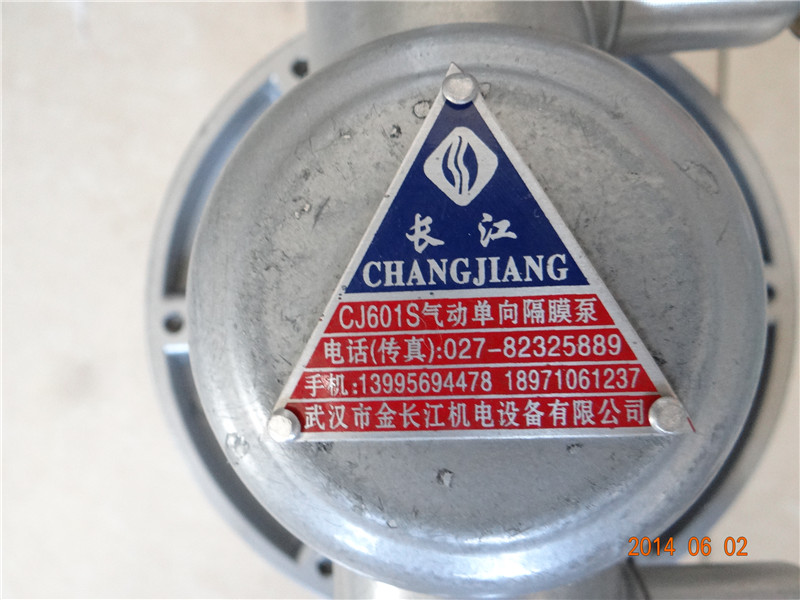 长江
CHANGJIANG
CJ601S气动单向隔膜泵
电话(传真):027-82325889
手机:13995694478 18971061237
武汉市金长江机电设备有限公司
2014 06 02